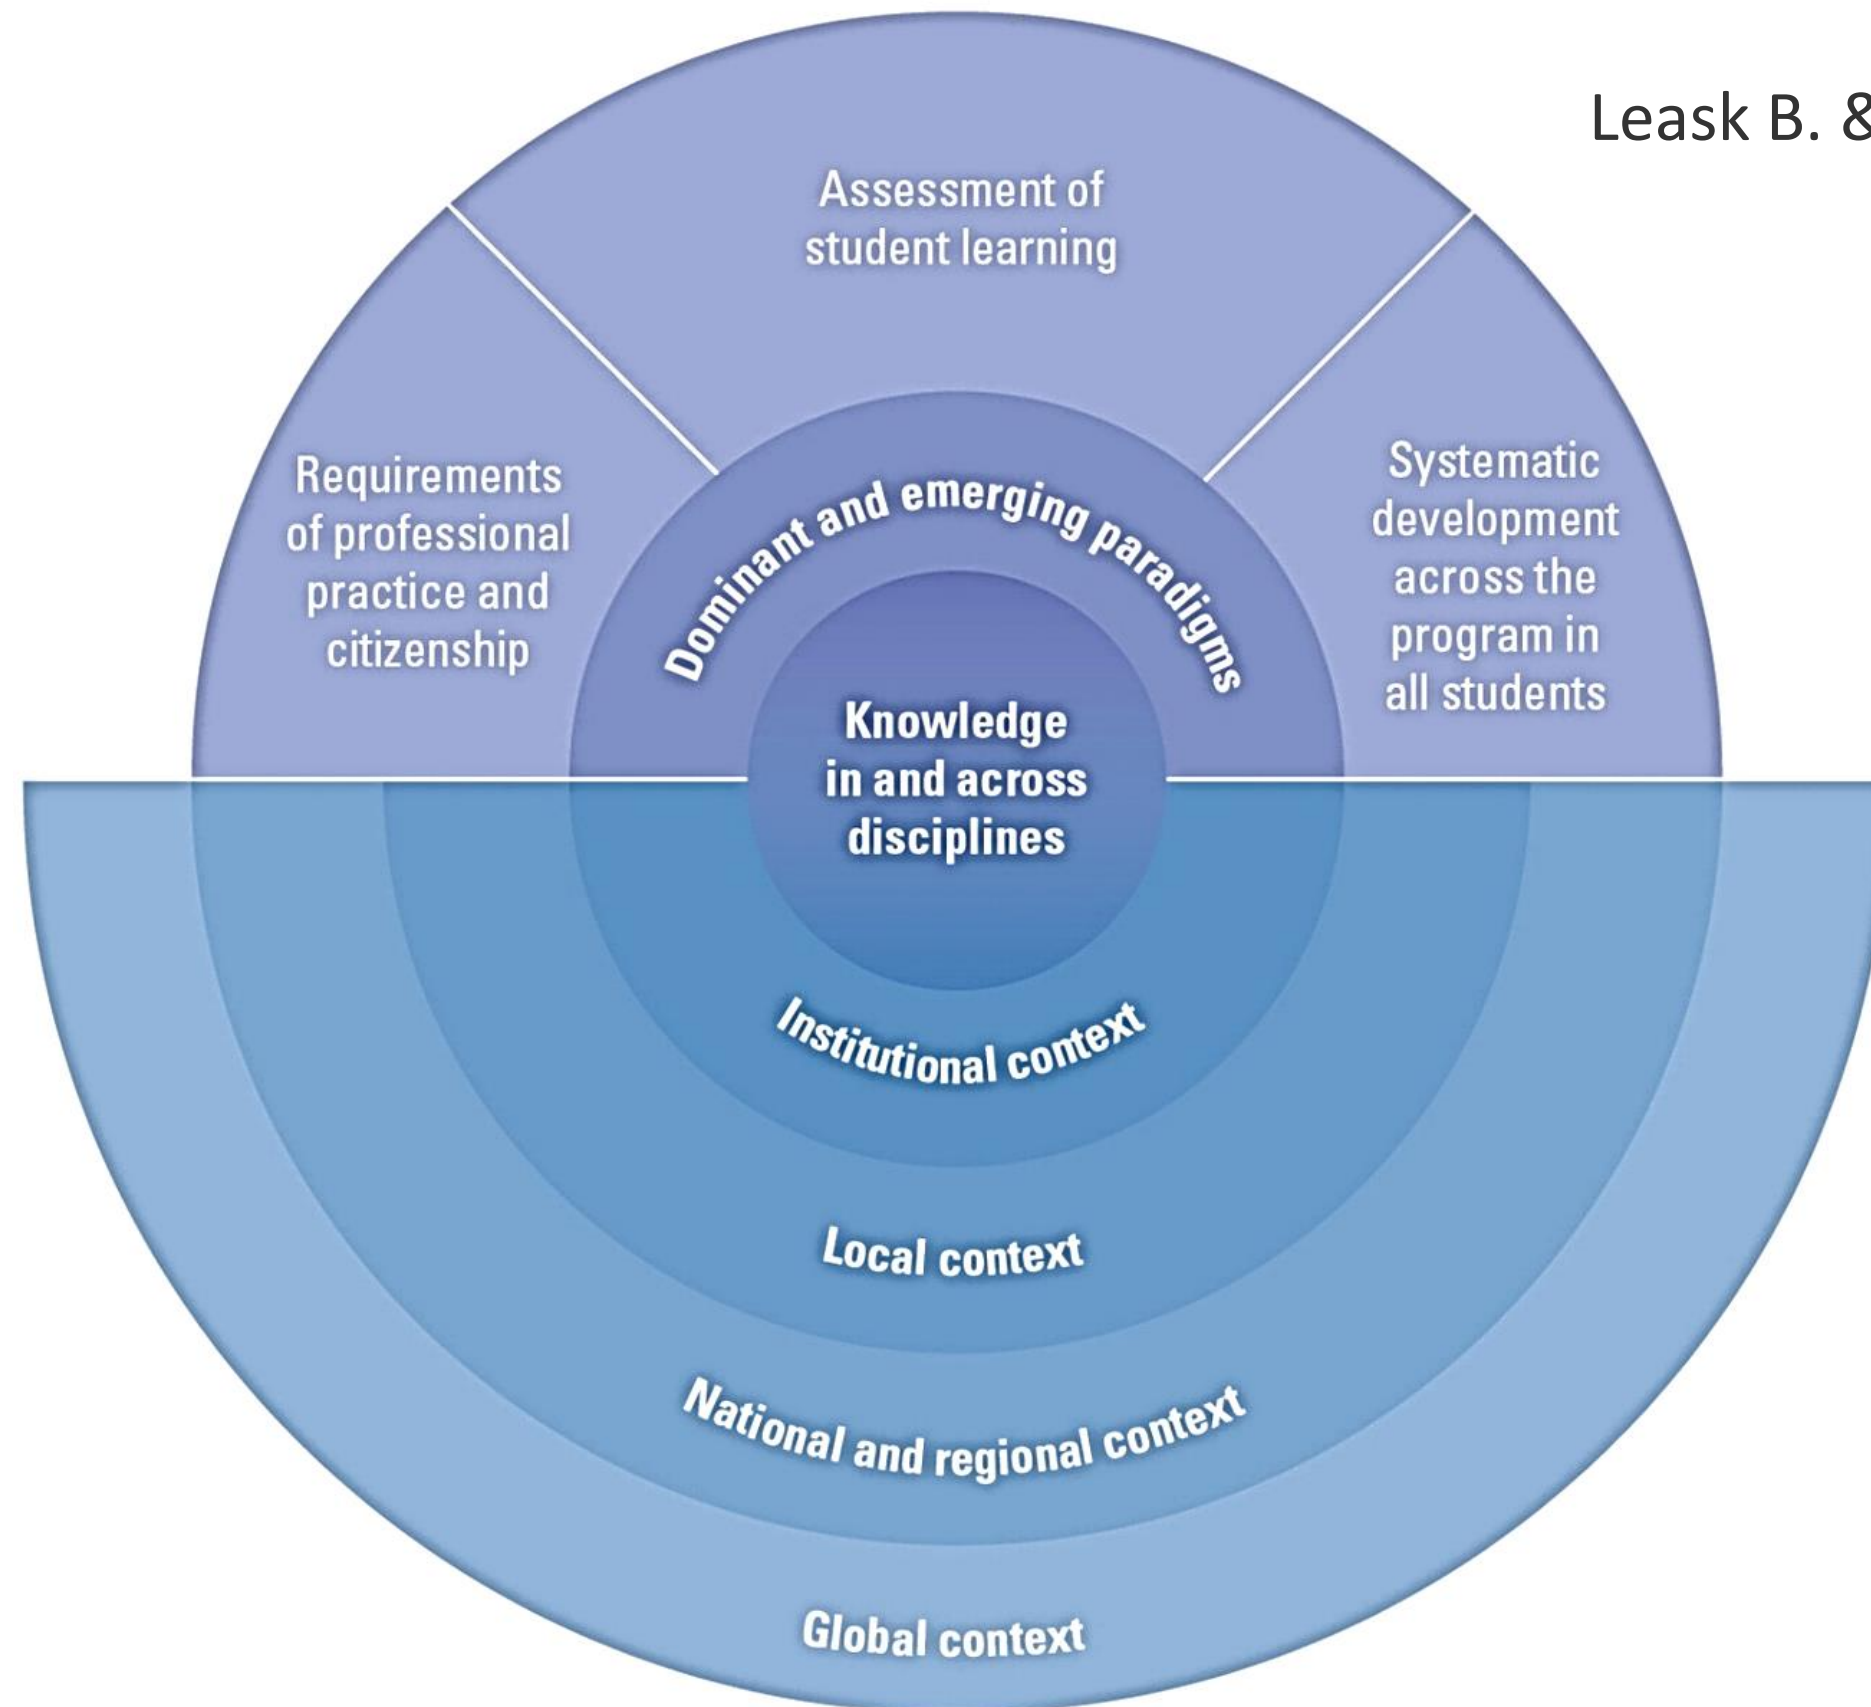 Leask B. &
Assessment of
student learning
Requirements
of professional
practice and
citizenship
Systematic
development
across the
program in
all students
Dominant and emerging paradigms
Knowledge
in and across
disciplines
Institutional context
Local context
National and regional context
Global context